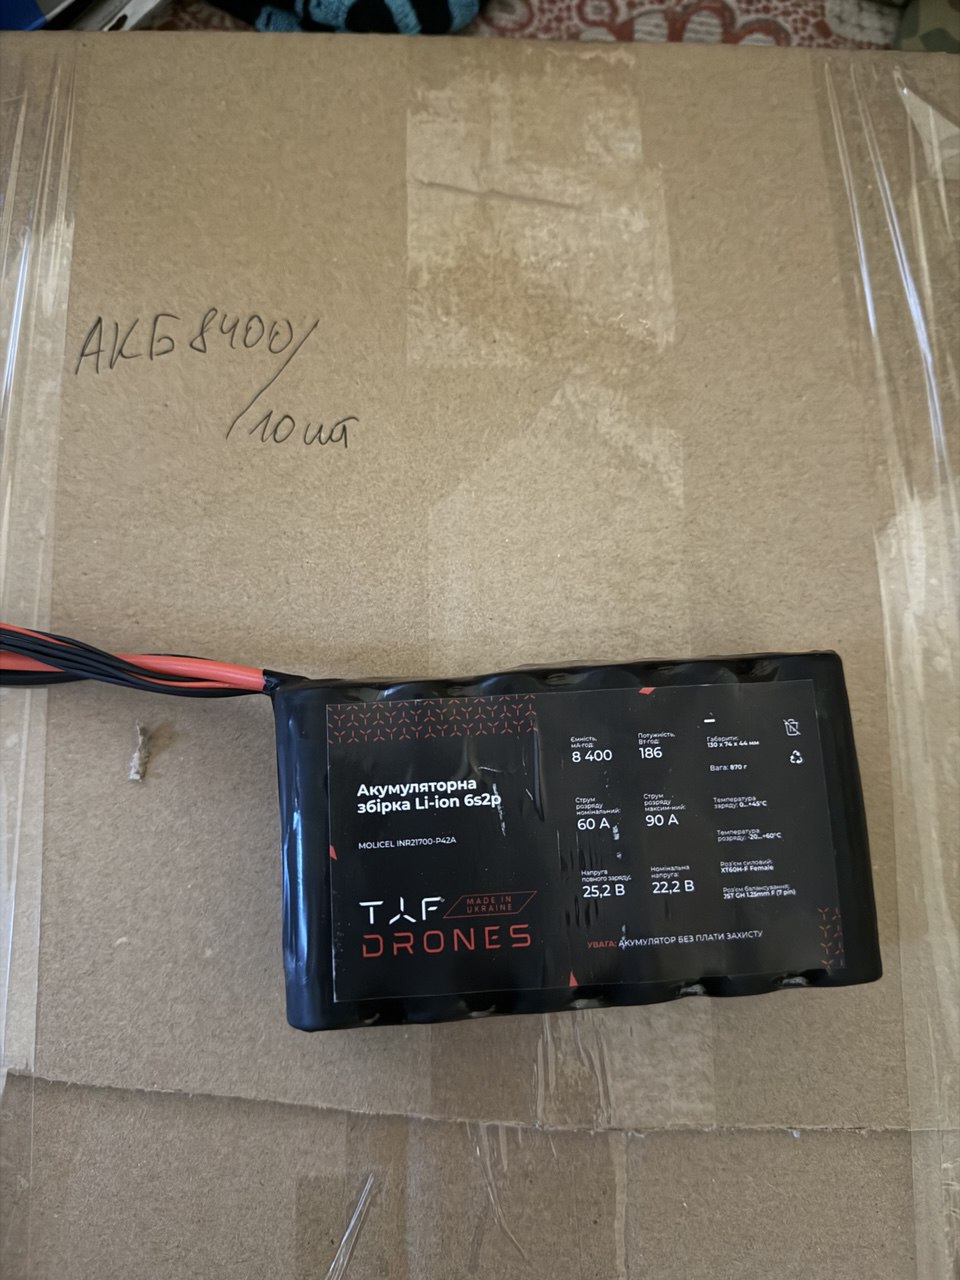 АКБ 8400/
/10 шт
Акумуляторна
збірка Li-ion 6s2p
MOLICEL INR21700-P42A
TAF
MADE IN
UKRAINE
DRONES
Ємність,
мА·год:
8 400
Потужність,
Вт·год:
186
Габарити:
130 x 74 x 44 мм
Вага: 870 г
Струм
розряду
номінальний:
60 А
Струм
розряду
максим-кий:
90 А
Температура
заряду: 0...+45°C
Температура
розряду: -20...+60°C
Напруга
повного заряду:
25,2 В
Номінальна
напруга:
22,2 В
Роз'єм силовий:
XT60H-F Female
Роз'єм балансування:
JST GH 1.25mm F (7 pin)
УВАГА: АКУМУЛЯТОР БЕЗ ПЛАТИ ЗАХИСТУ